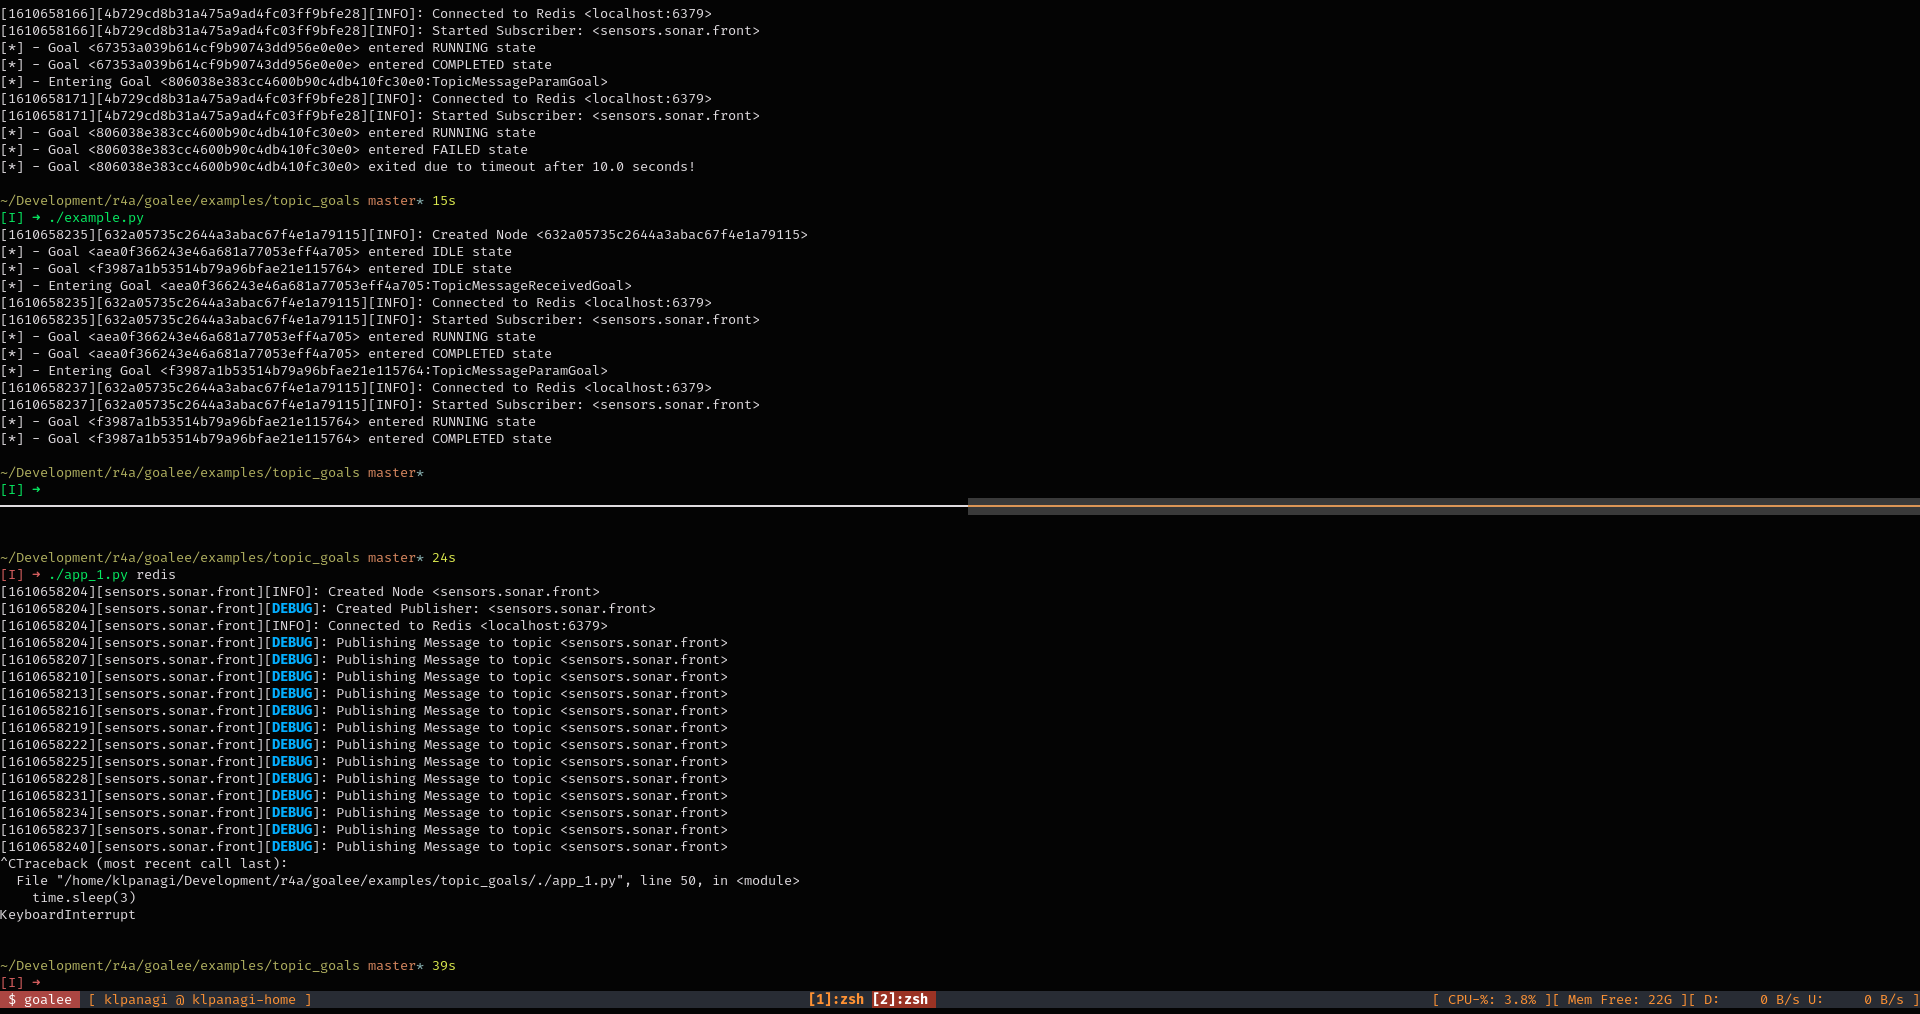 [1610658166][4b729cd8b31a475a9ad4fc03ff9bfe28][INFO]: Connected to Redis <localhost:6379>
[1610658166][4b729cd8b31a475a9ad4fc03ff9bfe28][INFO]: Started Subscriber: <sensors.sonar.front>
[*] - Goal <67353a039b614cf9b90743dd956e0e0e> entered RUNNING state
[*] - Goal <67353a039b614cf9b90743dd956e0e0e> entered COMPLETED state
[*] - Entering Goal <806038e383cc4600b90c4db410fc30e0:TopicMessageParamGoal>
[1610658171][4b729cd8b31a475a9ad4fc03ff9bfe28][INFO]: Connected to Redis <localhost:6379>
[1610658171][4b729cd8b31a475a9ad4fc03ff9bfe28][INFO]: Started Subscriber: <sensors.sonar.front>
[*] - Goal <806038e383cc4600b90c4db410fc30e0> entered RUNNING state
[*] - Goal <806038e383cc4600b90c4db410fc30e0> entered FAILED state
[*] - Goal <806038e383cc4600b90c4db410fc30e0> exited due to timeout after 10.0 seconds!
~/Development/r4a/goalee/examples/topic_goals master* 15s
[I] ➜ ./example.py
[1610658235][632a05735c2644a3abac67f4e1a79115][INFO]: Created Node <632a05735c2644a3abac67f4e1a79115>
[*] - Goal <aea0f366243e46a681a77053eff4a705> entered IDLE state
[*] - Goal <f3987a1b53514b79a96bfae21e115764> entered IDLE state
[*] - Entering Goal <aea0f366243e46a681a77053eff4a705:TopicMessageReceivedGoal>
[1610658235][632a05735c2644a3abac67f4e1a79115][INFO]: Connected to Redis <localhost:6379>
[1610658235][632a05735c2644a3abac67f4e1a79115][INFO]: Started Subscriber: <sensors.sonar.front>
[*] - Goal <aea0f366243e46a681a77053eff4a705> entered RUNNING state
[*] - Goal <aea0f366243e46a681a77053eff4a705> entered COMPLETED state
[*] - Entering Goal <f3987a1b53514b79a96bfae21e115764:TopicMessageParamGoal>
[1610658237][632a05735c2644a3abac67f4e1a79115][INFO]: Connected to Redis <localhost:6379>
[1610658237][632a05735c2644a3abac67f4e1a79115][INFO]: Started Subscriber: <sensors.sonar.front>
[*] - Goal <f3987a1b53514b79a96bfae21e115764> entered RUNNING state
[*] - Goal <f3987a1b53514b79a96bfae21e115764> entered COMPLETED state
~/Development/r4a/goalee/examples/topic_goals master*
[I] ➜
~/Development/r4a/goalee/examples/topic_goals master* 24s
[I] ➜ ./app_1.py redis
[1610658204][sensors.sonar.front][INFO]: Created Node <sensors.sonar.front>
[1610658204][sensors.sonar.front][DEBUG]: Created Publisher: <sensors.sonar.front>
[1610658204][sensors.sonar.front][INFO]: Connected to Redis <localhost:6379>
[1610658204][sensors.sonar.front][DEBUG]: Publishing Message to topic <sensors.sonar.front>
[1610658207][sensors.sonar.front][DEBUG]: Publishing Message to topic <sensors.sonar.front>
[1610658210][sensors.sonar.front][DEBUG]: Publishing Message to topic <sensors.sonar.front>
[1610658213][sensors.sonar.front][DEBUG]: Publishing Message to topic <sensors.sonar.front>
[1610658216][sensors.sonar.front][DEBUG]: Publishing Message to topic <sensors.sonar.front>
[1610658219][sensors.sonar.front][DEBUG]: Publishing Message to topic <sensors.sonar.front>
[1610658222][sensors.sonar.front][DEBUG]: Publishing Message to topic <sensors.sonar.front>
[1610658225][sensors.sonar.front][DEBUG]: Publishing Message to topic <sensors.sonar.front>
[1610658228][sensors.sonar.front][DEBUG]: Publishing Message to topic <sensors.sonar.front>
[1610658231][sensors.sonar.front][DEBUG]: Publishing Message to topic <sensors.sonar.front>
[1610658234][sensors.sonar.front][DEBUG]: Publishing Message to topic <sensors.sonar.front>
[1610658237][sensors.sonar.front][DEBUG]: Publishing Message to topic <sensors.sonar.front>
[1610658240][sensors.sonar.front][DEBUG]: Publishing Message to topic <sensors.sonar.front>
^CTraceback (most recent call last):
  File "/home/klpanagi/Development/r4a/goalee/examples/topic_goals/./app_1.py", line 50, in <module>
    time.sleep(3)
KeyboardInterrupt
~/Development/r4a/goalee/examples/topic_goals master* 39s
[I] ➜
$ goalee [ klpanagi @ klpanagi-home ] [1]:zsh [2]:zsh [ CPU-%: 3.8% ][ Mem Free: 22G ][ D: 0 B/s U: 0 B/s ]